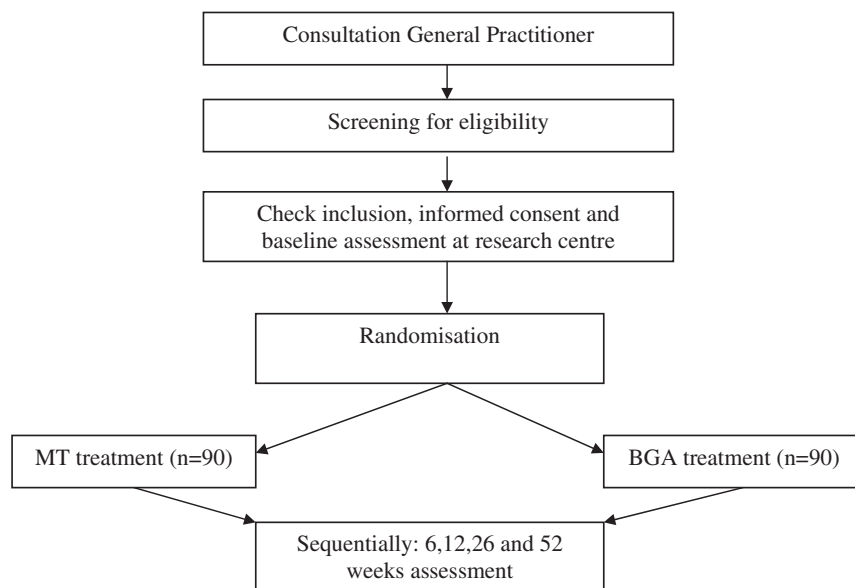 Consultation General Practitioner
Screening for eligibility
Check inclusion, informed consent and
baseline assessment at research centre
Randomisation
MT treatment (n=90)
BGA treatment (n=90)
Sequentially: 6,12,26 and 52
weeks assessment